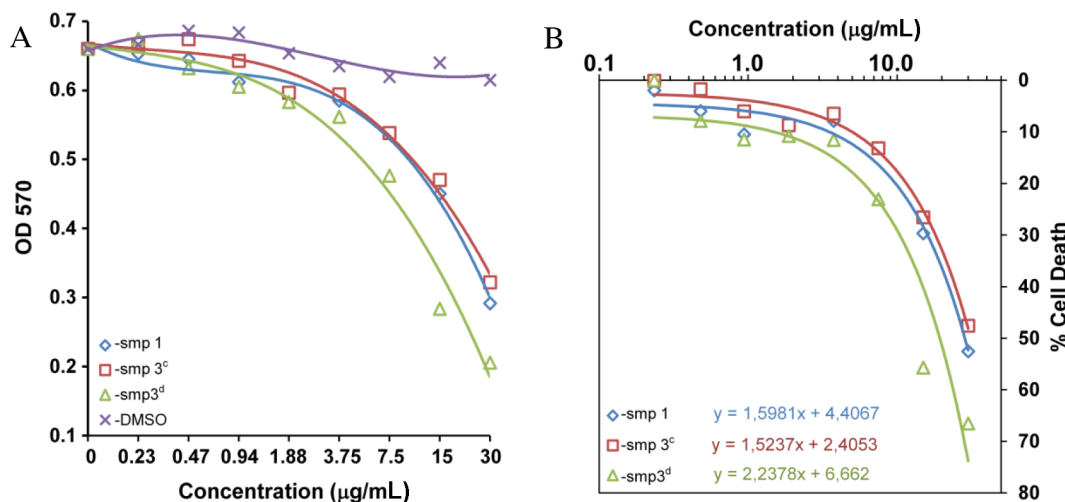 A
0.7
0.6
0.5
0.4
0.3
0.2
0.1
OD 570
-smp 1
-smp 3c
-smp3d
-DMSO
0 0.23 0.47 0.94 1.88 3.75 7.5 15 30
Concentration (µg/mL)
B
Concentration (µg/mL)
0.1 1.0 10.0
0
10
20
30
40
50
60
70
80
% Cell Death
-smp 1 y = 1,5981x + 4,4067
-smp 3c y = 1,5237x + 2,4053
-smp3d y = 2,2378x + 6,662